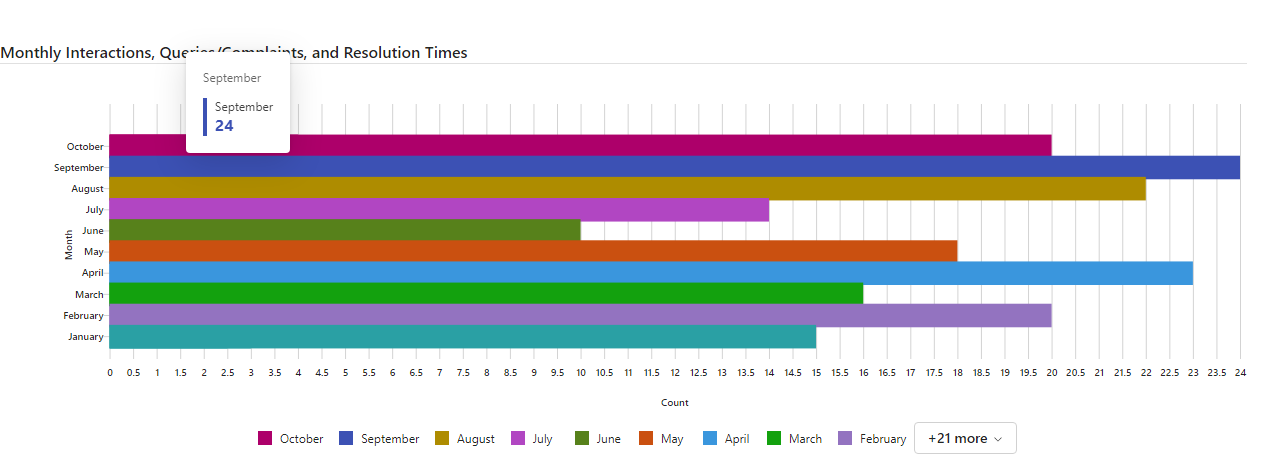 Monthly Interactions, Queries/Complaints, and Resolution Times
September
September
24
October
September
August
July
June
May
April
March
February
January
Month
0 0.5 1 1.5 2 2.5 3 3.5 4 4.5 5 5.5 6 6.5 7 7.5 8 8.5 9 9.5 10 10.5 11 11.5 12 12.5 13 13.5 14 14.5 15 15.5 16 16.5 17 17.5 18 18.5 19 19.5 20 20.5 21 21.5 22 22.5 23 23.5 24
Count
October September August July June May April March February +21 more